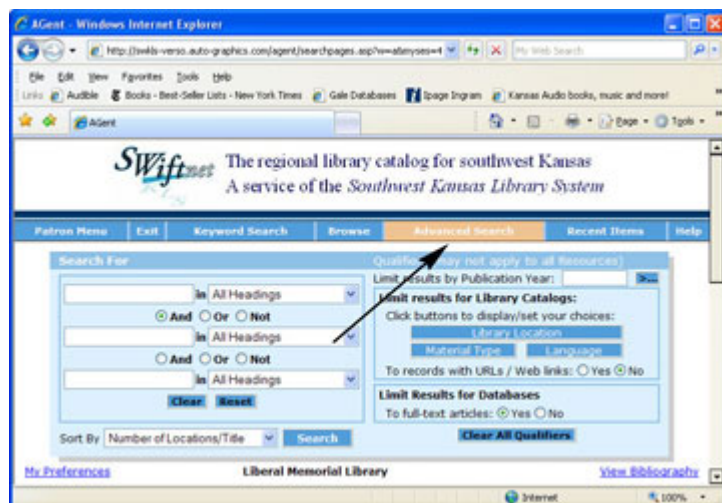 AGent - Windows Internet Explorer
http://swkls-verso.auto-graphics.com/agent/searchpages.asp?
My Web Search
File Edit View Favorites Tools Help
Links Audible Books - Best-Seller Lists - New York Times Gale Databases Ipage Ingram Kansas Audio books, music and more!
AGent Page Tools
SWiftnet The regional library catalog for southwest Kansas
A service of the Southwest Kansas Library System
Patron Menu Exit Keyword Search Browse Advanced Search Recent Items Help
Search For
Qualifiers (may not apply to all Resources)
Limit results by Publication Year: >...
in All Headings
And Or Not
in All Headings
And Or Not
in All Headings
Clear Reset
Sort By Number of Locations/Title Search
Limit results for Library Catalogs:
Click buttons to display/set your choices:
Library Location
Material Type Language
To records with URLs / Web links: Yes No
Limit Results for Databases
To full-text articles: Yes No
Clear All Qualifiers
My Preferences Liberal Memorial Library View Bibliography
Internet 100%